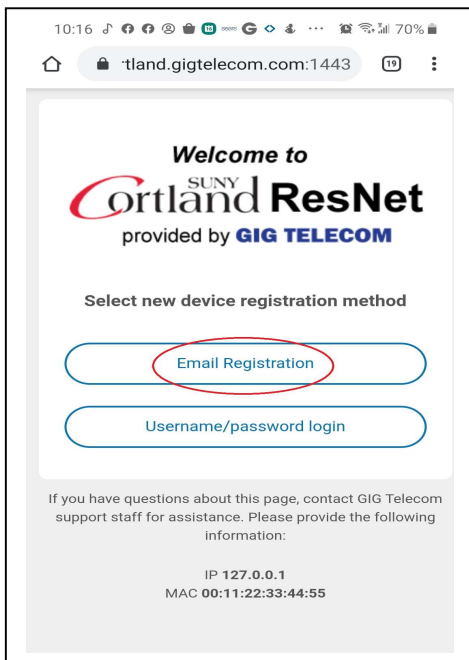 10:16
70%
tland.gigtelecom.com:1443
19
Welcome to
SUNY
Cortland ResNet
provided by GIG TELECOM
Select new device registration method
Email Registration
Username/password login
If you have questions about this page, contact GIG Telecom
support staff for assistance. Please provide the following
information:
IP 127.0.0.1
MAC 00:11:22:33:44:55